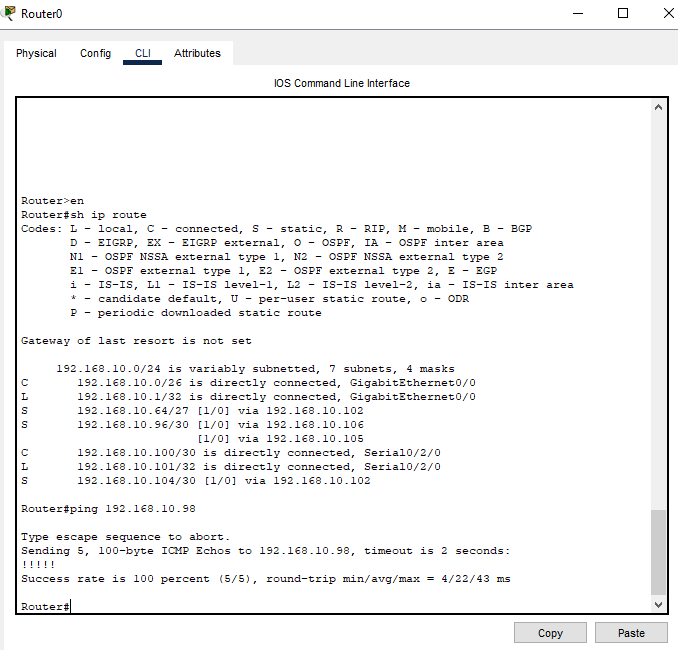 Router0
Physical Config CLI Attributes
IOS Command Line Interface
Router>en
Router#sh ip route
Codes: L - local, C - connected, S - static, R - RIP, M - mobile, B - BGP
D - EIGRP, EX - EIGRP external, O - OSPF, IA - OSPF inter area
N1 - OSPF NSSA external type 1, N2 - OSPF NSSA external type 2
E1 - OSPF external type 1, E2 - OSPF external type 2, E - EGP
i - IS-IS, L1 - IS-IS level-1, L2 - IS-IS level-2, ia - IS-IS inter area
* - candidate default, U - per-user static route, o - ODR
P - periodic downloaded static route
Gateway of last resort is not set
192.168.10.0/24 is variably subnetted, 7 subnets, 4 masks
C 192.168.10.0/26 is directly connected, GigabitEthernet0/0
L 192.168.10.1/32 is directly connected, GigabitEthernet0/0
S 192.168.10.64/27 [1/0] via 192.168.10.102
S 192.168.10.96/30 [1/0] via 192.168.10.106
[1/0] via 192.168.10.105
C 192.168.10.100/30 is directly connected, Serial0/2/0
L 192.168.10.101/32 is directly connected, Serial0/2/0
S 192.168.10.104/30 [1/0] via 192.168.10.102
Router#ping 192.168.10.98
Type escape sequence to abort.
Sending 5, 100-byte ICMP Echos to 192.168.10.98, timeout is 2 seconds:
!!!!!
Success rate is 100 percent (5/5), round-trip min/avg/max = 4/22/43 ms
Router#
Copy Paste